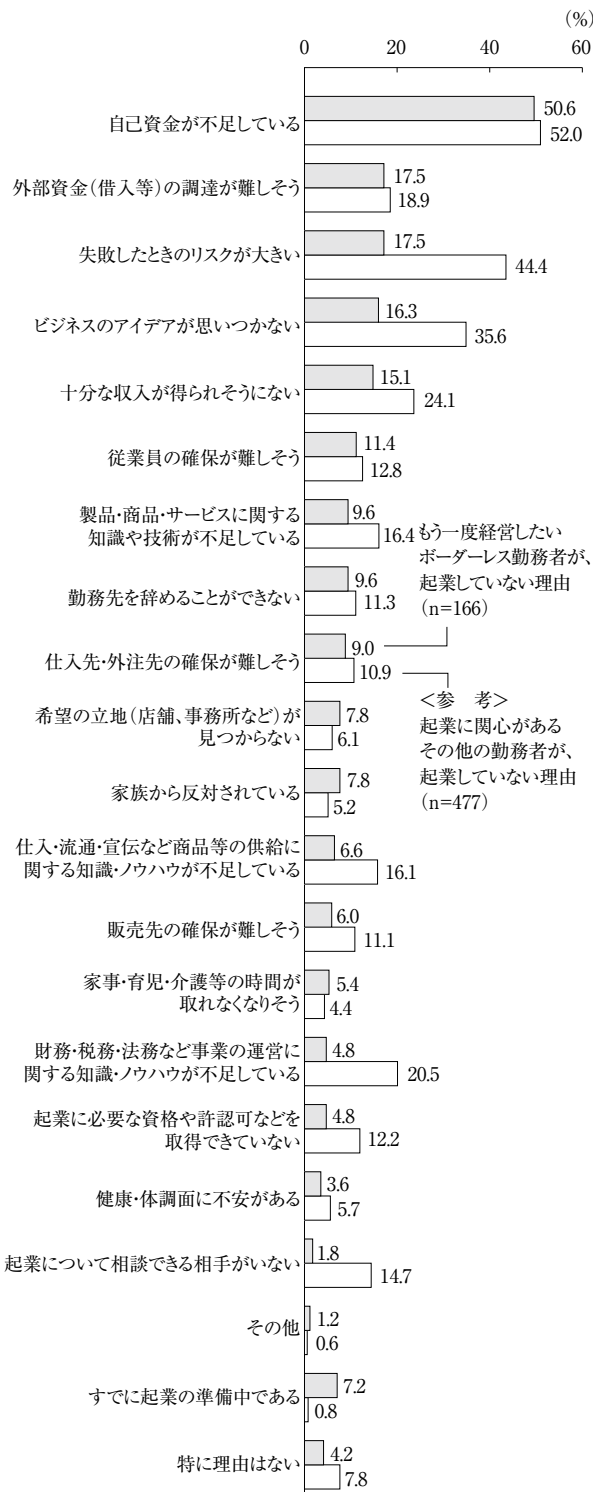 (%)
0 20 40 60
自己資金が不足している
50.6
52.0
外部資金(借入等)の調達が難しそう
17.5
18.9
失敗したときのリスクが大きい
17.5
44.4
ビジネスのアイデアが思いつかない
16.3
35.6
十分な収入が得られそうにない
15.1
24.1
従業員の確保が難しそう
11.4
12.8
製品・商品・サービスに関する
知識や技術が不足している
9.6
16.4
もう一度経営したい
ボーダーレス勤務者が、
起業していない理由
(n=166)
勤務先を辞めることができない
9.6
11.3
仕入先・外注先の確保が難しそう
9.0
10.9
<参 考>
起業に関心がある
その他の勤務者が、
起業していない理由
(n=477)
希望の立地(店舗、事務所など)が
見つからない
7.8
6.1
家族から反対されている
7.8
5.2
仕入・流通・宣伝など商品等の供給に
関する知識・ノウハウが不足している
6.6
16.1
販売先の確保が難しそう
6.0
11.1
家事・育児・介護等の時間が
取れなくなりそう
5.4
4.4
財務・税務・法務など事業の運営に
関する知識・ノウハウが不足している
4.8
20.5
起業に必要な資格や許認可などを
取得できていない
4.8
12.2
健康・体調面に不安がある
3.6
5.7
起業について相談できる相手がいない
1.8
14.7
その他
1.2
0.6
すでに起業の準備中である
7.2
0.8
特に理由はない
4.2
7.8